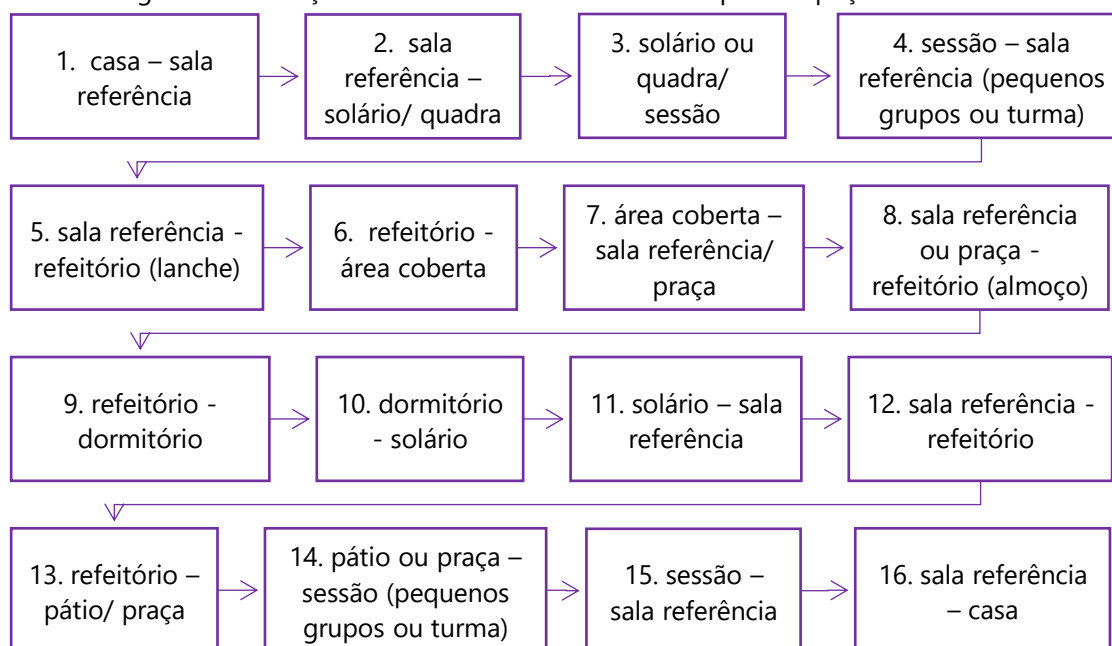 1. casa – sala
referência
2. sala
referência –
solário/ quadra
3. solário ou
quadra/
sessão
4. sessão – sala
referência (pequenos
grupos ou turma)
5. sala referência -
refeitório (lanche)
6. refeitório -
área coberta
7. área coberta –
sala referência/
praça
8. sala referência
ou praça -
refeitório (almoço)
9. refeitório -
dormitório
10. dormitório
- solário
11. solário – sala
referência
12. sala referência -
refeitório
13. refeitório –
pátio/ praça
14. pátio ou praça –
sessão (pequenos
grupos ou turma)
15. sessão –
sala referência
16. sala referência
– casa